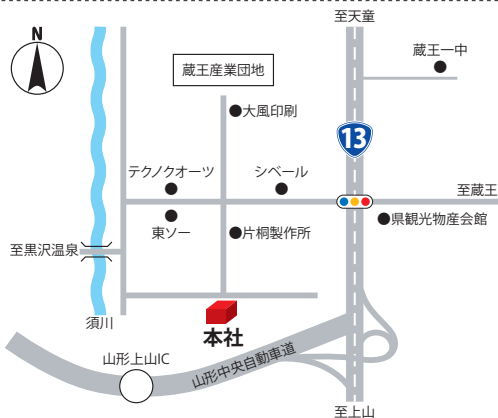 至天童
N
蔵王一中
蔵王産業団地
大風印刷
13
テクノクオーツ
シベール
至蔵王
東ソー
片桐製作所
県観光物産会館
至黒沢温泉
須川
本社
山形上山IC
山形中央自動車道
至上山